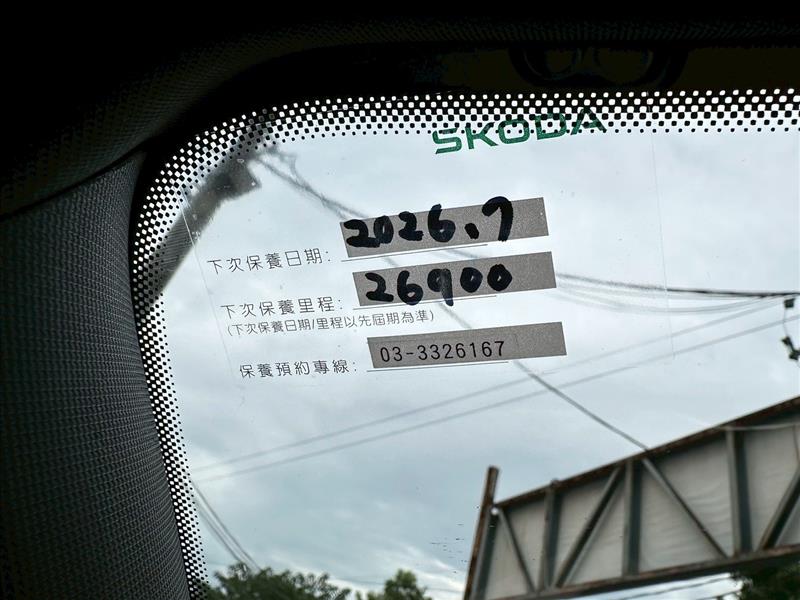 SKODA
下次保養日期: 2026.7
下次保養里程: 26900
(下次保養日期/里程以先屆期為準)
保養預約專線: 03-3326167